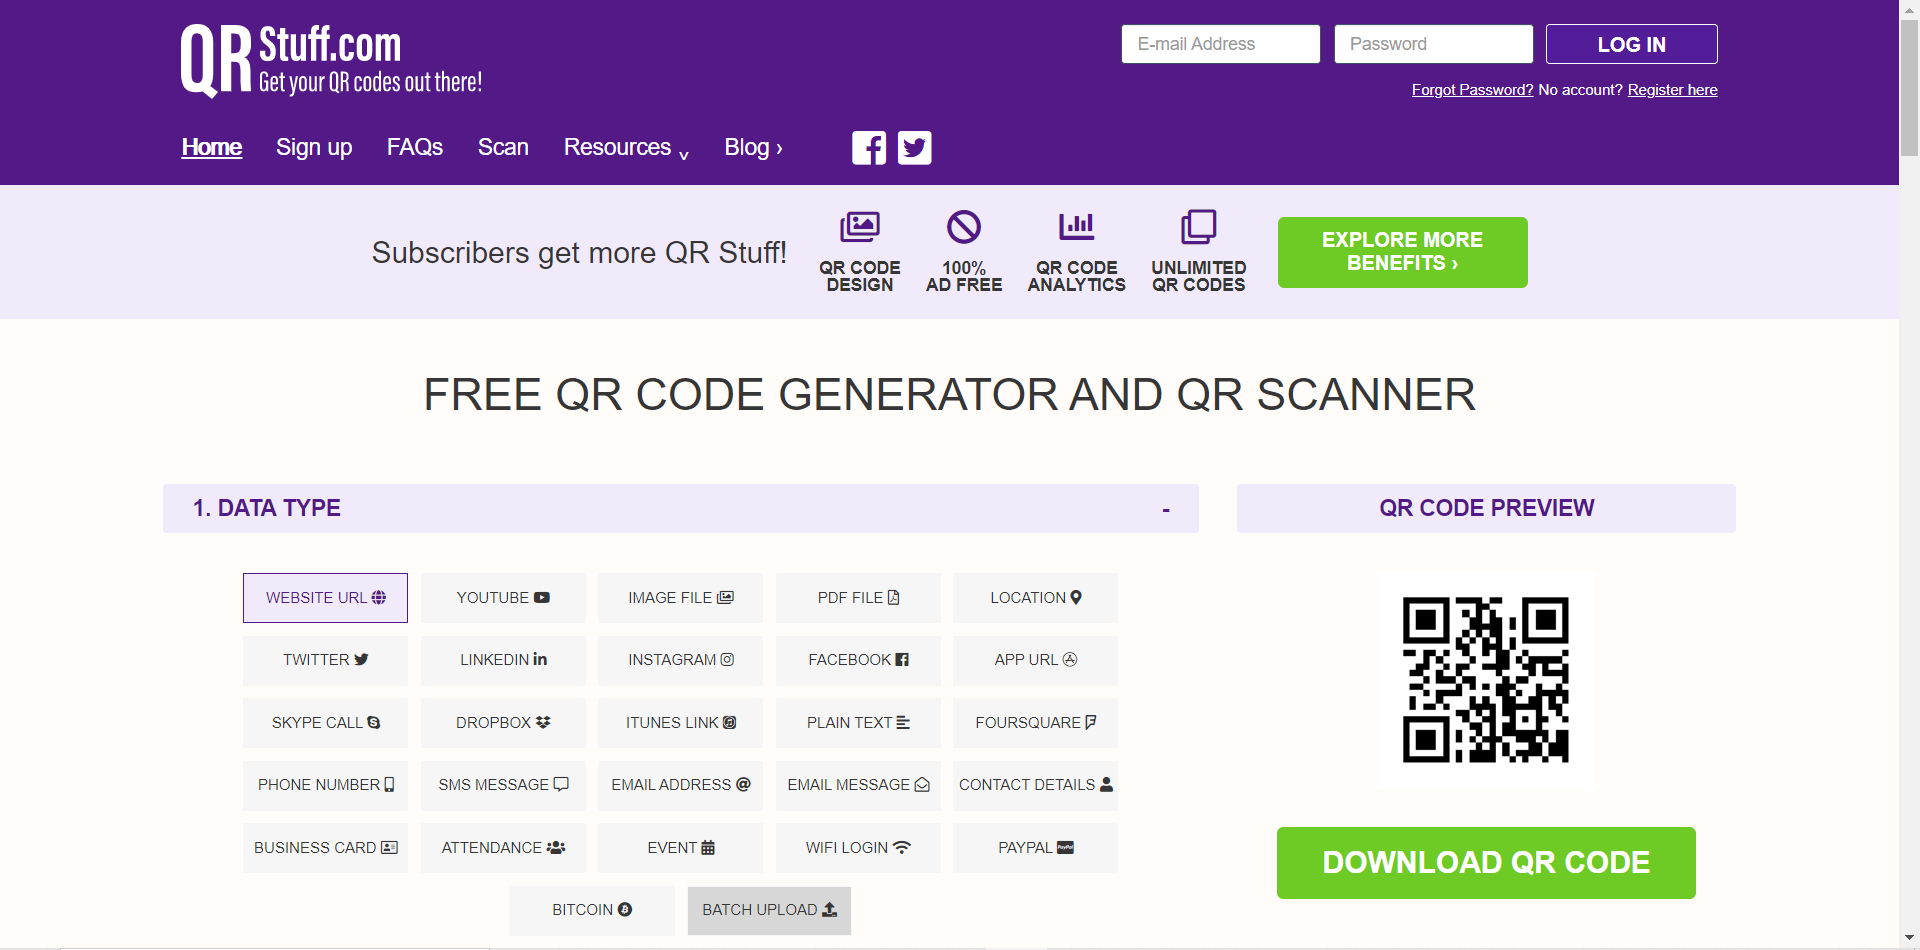 QR Stuff.com
Get your QR codes out there!
E-mail Address
Password
LOG IN
Forgot Password? No account? Register here
Home
Sign up
FAQs
Scan
Resources
Blog ›
Subscribers get more QR Stuff!
QR CODE
DESIGN
100%
AD FREE
QR CODE
ANALYTICS
UNLIMITED
QR CODES
EXPLORE MORE
BENEFITS ›
FREE QR CODE GENERATOR AND QR SCANNER
1. DATA TYPE -
QR CODE PREVIEW
WEBSITE URL
YOUTUBE
IMAGE FILE
PDF FILE
LOCATION
TWITTER
LINKEDIN
INSTAGRAM
FACEBOOK
APP URL
SKYPE CALL
DROPBOX
ITUNES LINK
PLAIN TEXT
FOURSQUARE
PHONE NUMBER
SMS MESSAGE
EMAIL ADDRESS
EMAIL MESSAGE
CONTACT DETAILS
BUSINESS CARD
ATTENDANCE
EVENT
WIFI LOGIN
PAYPAL
BITCOIN
BATCH UPLOAD
DOWNLOAD QR CODE